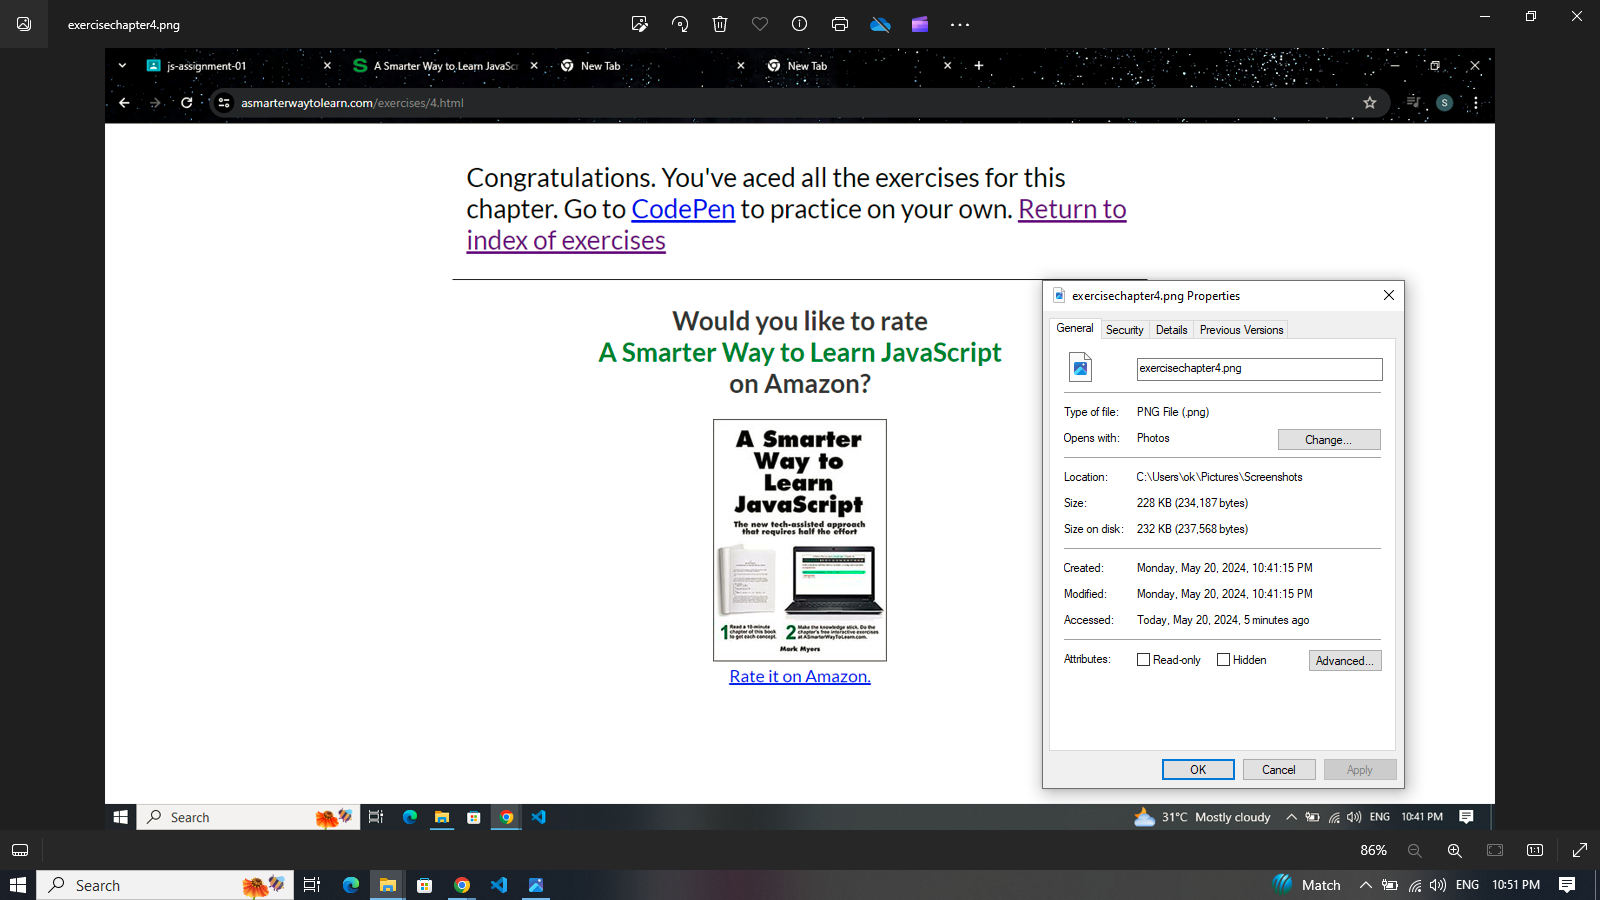 exercisechapter4.png
js-assignment-01
A Smarter Way to Learn JavaSc
New Tab
New Tab
asmarterwaytolearn.com/exercises/4.html
S
Congratulations. You've aced all the exercises for this
chapter. Go to CodePen to practice on your own. Return to
index of exercises
Would you like to rate
A Smarter Way to Learn JavaScript
on Amazon?
A Smarter
Way to
Learn
JavaScript
The new tech-assisted approach
that requires half the effort
1 Read a 10-minute
chapter of this book
to get each concept.
2 Make the knowledge stick. Do the
chapter's free interactive exercises
at ASmarterWayToLearn.com.
Mark Myers
Rate it on Amazon.
exercisechapter4.png Properties
General Security Details Previous Versions
exercisechapter4.png
Type of file: PNG File (.png)
Opens with: Photos Change...
Location: C:\Users\ok\Pictures\Screenshots
Size: 228 KB (234,187 bytes)
Size on disk: 232 KB (237,568 bytes)
Created: Monday, May 20, 2024, 10:41:15 PM
Modified: Monday, May 20, 2024, 10:41:15 PM
Accessed: Today, May 20, 2024, 5 minutes ago
Attributes: Read-only Hidden Advanced...
OK Cancel Apply
Search 31°C Mostly cloudy ENG 10:41 PM
86% 1:1
Search Match ENG 10:51 PM